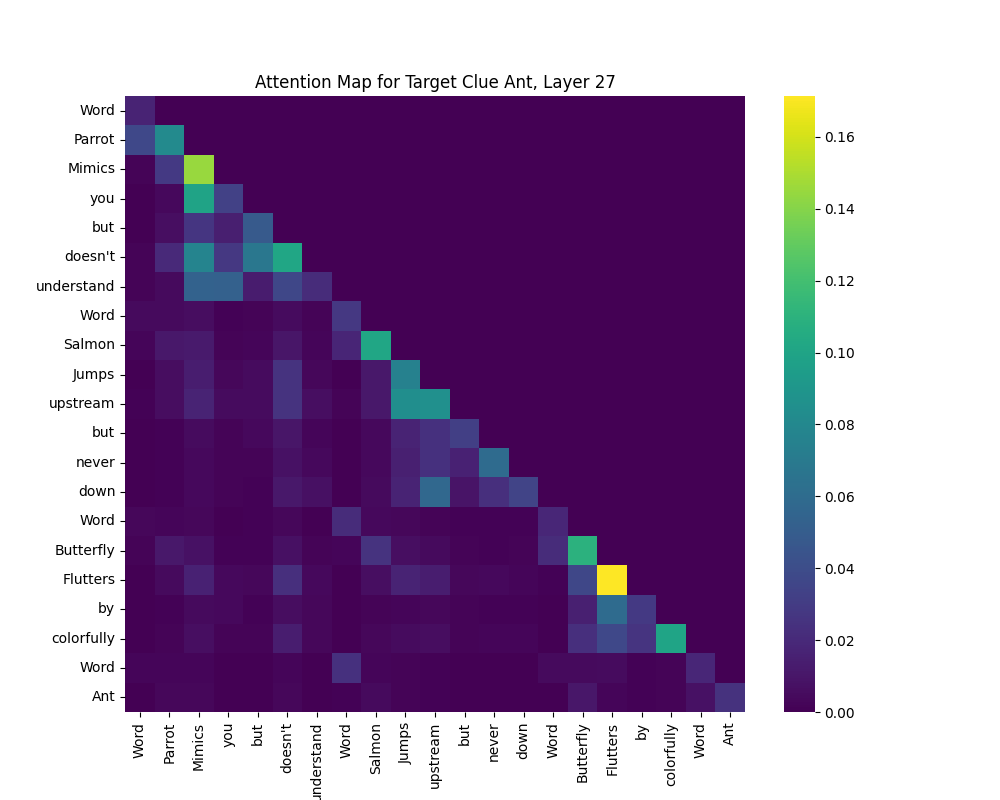 Attention Map for Target Clue Ant, Layer 27
Word
Parrot
Mimics
you
but
doesn't
understand
Word
Salmon
Jumps
upstream
but
never
down
Word
Butterfly
Flutters
by
colorfully
Word
Ant
Word
Parrot
Mimics
you
but
doesn't
understand
Word
Salmon
Jumps
upstream
but
never
down
Word
Butterfly
Flutters
by
colorfully
Word
Ant
0.16
0.14
0.12
0.10
0.08
0.06
0.04
0.02
0.00